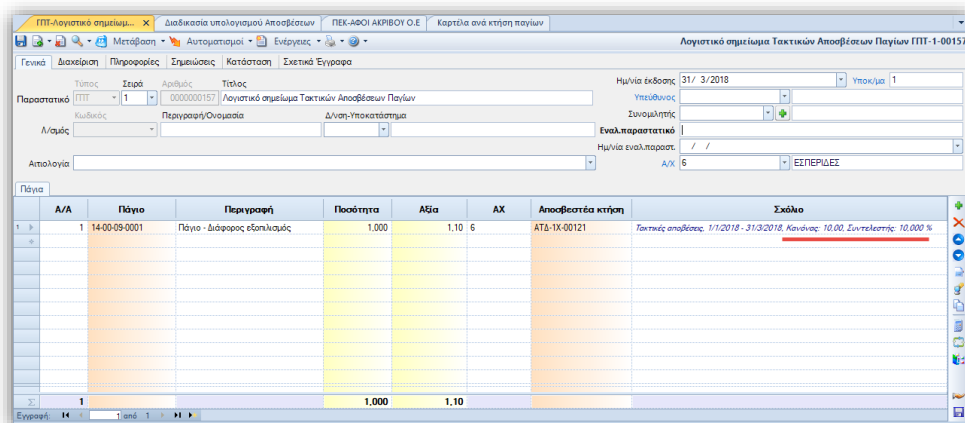 ΓΠΤ-Λογιστικό σημείωμ... X Διαδικασία υπολογισμού Αποσβέσεων ΠΕΚ-ΑΦΟΙ ΑΚΡΙΒΟΥ Ο.Ε Καρτέλα ανά κτήση παγίων
Μετάβαση Αυτοματισμοί Ενέργειες Λογιστικό σημείωμα Τακτικών Αποσβέσεων Παγίων ΓΠΤ-1-00157
Γενικά Διαχείριση Πληροφορίες Σημειώσεις Κατάσταση Σχετικά Έγγραφα
Τύπος Σειρά Αριθμός Τίτλος Ημ/νία έκδοσης 31/ 3/2018 Υποκ/μα 1
Παραστατικό ΓΠΤ 1 0000000157 Λογιστικό σημείωμα Τακτικών Αποσβέσεων Παγίων Υπεύθυνος
Κωδικός Περιγραφή/Ονομασία Δ/νση-Υποκατάστημα Συνομιλητής
Λ/σμός Εναλ.παραστατικό
Ημ/νία εναλ.παραστ. / /
Αιτιολογία Α/Χ 6 ΕΣΠΕΡΙΔΕΣ
Πάγια
Α/Α Πάγιο Περιγραφή Ποσότητα Αξία ΑΧ Αποσβεστέα κτήση Σχόλιο
1 1 14-00-09-0001 Πάγιο - Διάφορος εξοπλισμός 1,000 1,10 6 ΑΤΔ-1Χ-00121 Τακτικές αποσβέσεις, 1/1/2018 - 31/3/2018, Κανόνας: 10.00, Συντελεστής: 10,000 %
Σ 1 1,000 1,10
Εγγραφή: 1 από 1